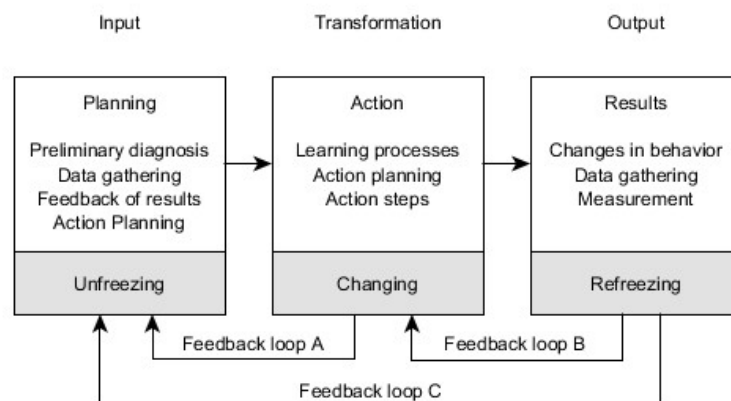 Input
Transformation
Output
Planning
Preliminary diagnosis
Data gathering
Feedback of results
Action Planning
Unfreezing
Action
Learning processes
Action planning
Action steps
Changing
Results
Changes in behavior
Data gathering
Measurement
Refreezing
Feedback loop A
Feedback loop B
Feedback loop C